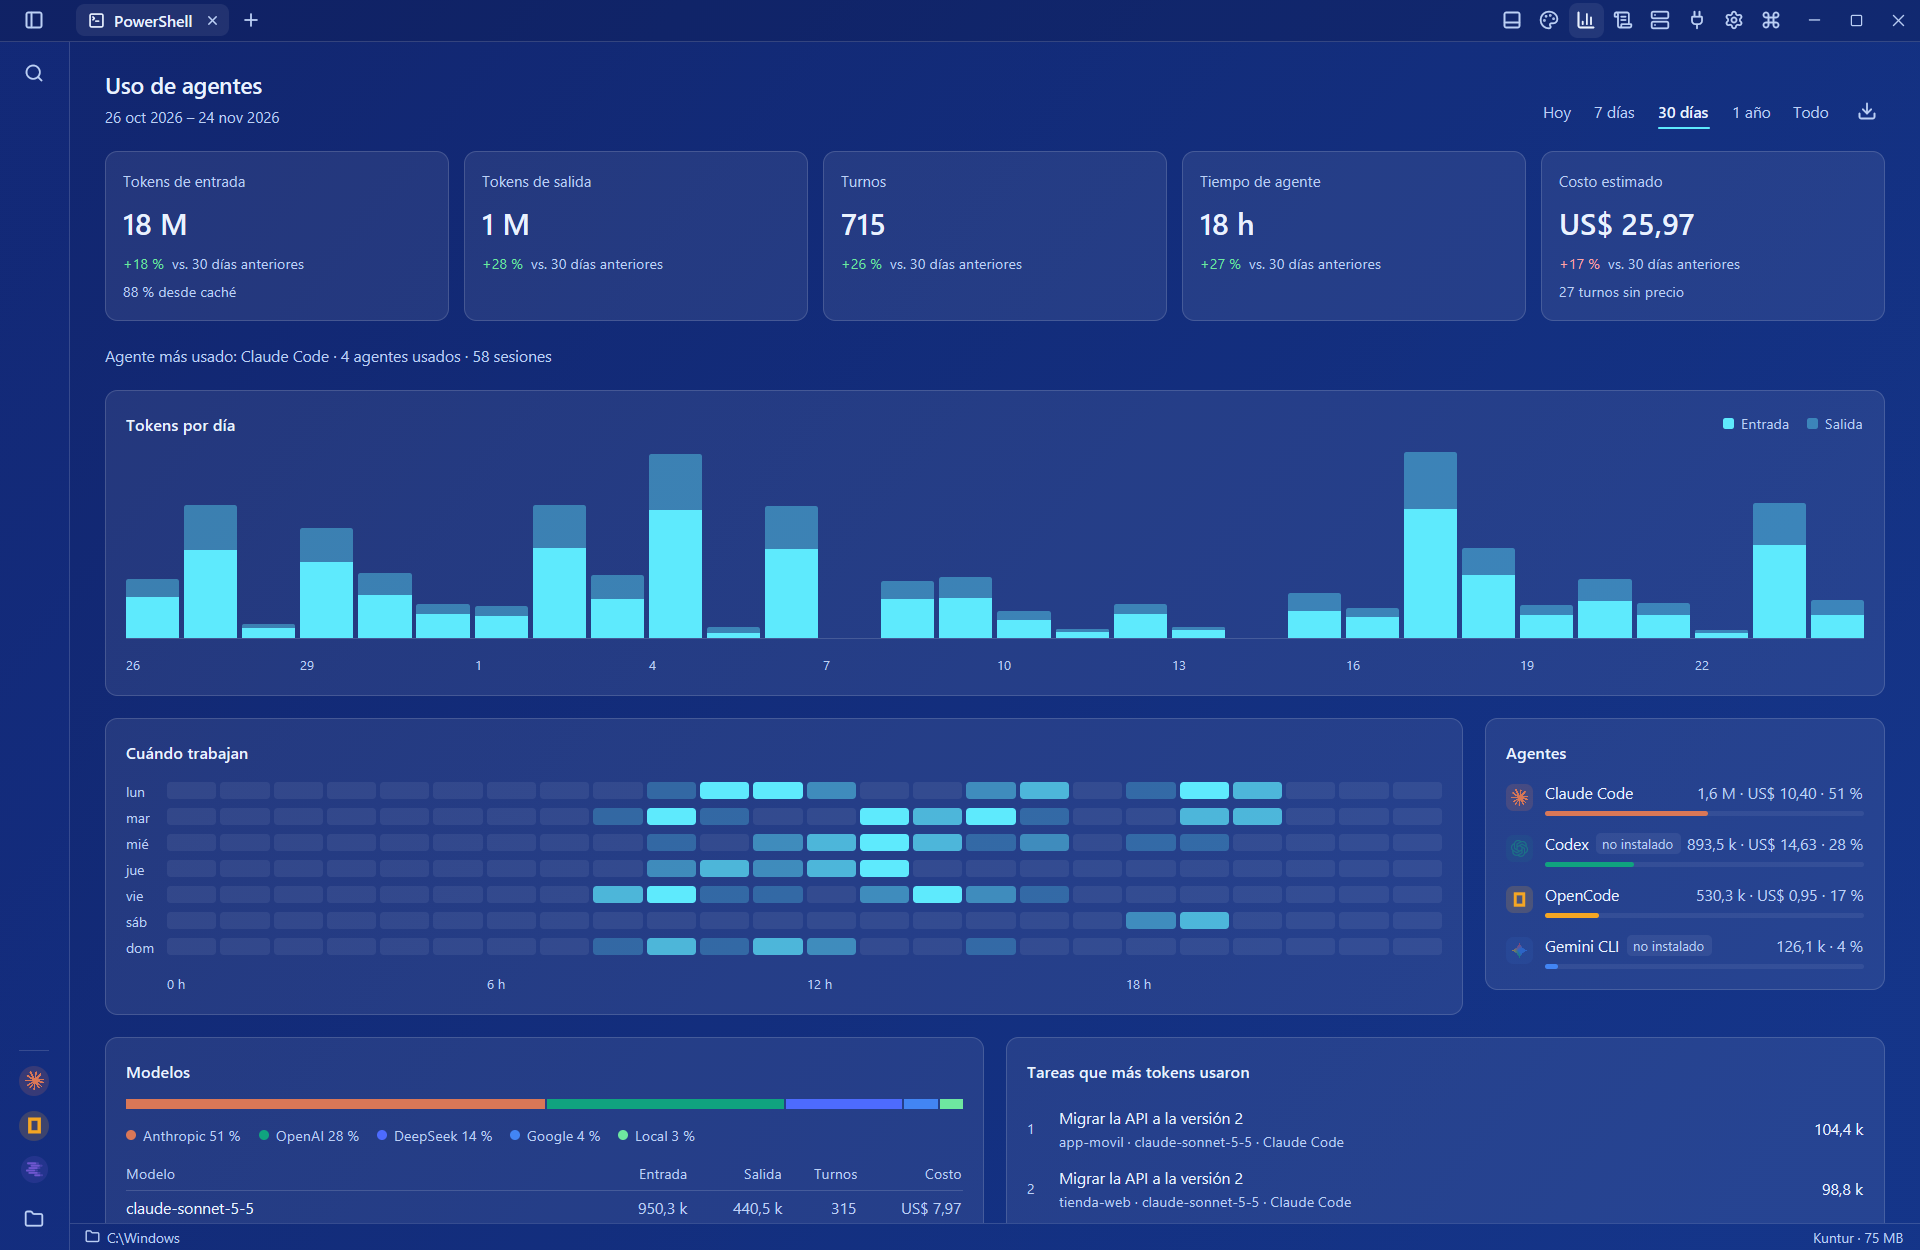 PowerShell
Uso de agentes
26 oct 2026 – 24 nov 2026
Hoy 7 días 30 días 1 año Todo
Tokens de entrada
18 M
+18 % vs. 30 días anteriores
88 % desde caché
Tokens de salida
1 M
+28 % vs. 30 días anteriores
Turnos
715
+26 % vs. 30 días anteriores
Tiempo de agente
18 h
+27 % vs. 30 días anteriores
Costo estimado
US$ 25,97
+17 % vs. 30 días anteriores
27 turnos sin precio
Agente más usado: Claude Code · 4 agentes usados · 58 sesiones
Tokens por día
Entrada Salida
26 29 1 4 7 10 13 16 19 22
Cuándo trabajan
lun
mar
mié
jue
vie
sáb
dom
0 h 6 h 12 h 18 h
Agentes
Claude Code 1,6 M · US$ 10,40 · 51 %
Codex no instalado 893,5 k · US$ 14,63 · 28 %
OpenCode 530,3 k · US$ 0,95 · 17 %
Gemini CLI no instalado 126,1 k · 4 %
Modelos
Anthropic 51 % OpenAI 28 % DeepSeek 14 % Google 4 % Local 3 %
Modelo Entrada Salida Turnos Costo
claude-sonnet-5-5 950,3 k 440,5 k 315 US$ 7,97
Tareas que más tokens usaron
1 Migrar la API a la versión 2 104,4 k
app-movil · claude-sonnet-5-5 · Claude Code
2 Migrar la API a la versión 2 98,8 k
tienda-web · claude-sonnet-5-5 · Claude Code
C:\Windows
Kuntur · 75 MB